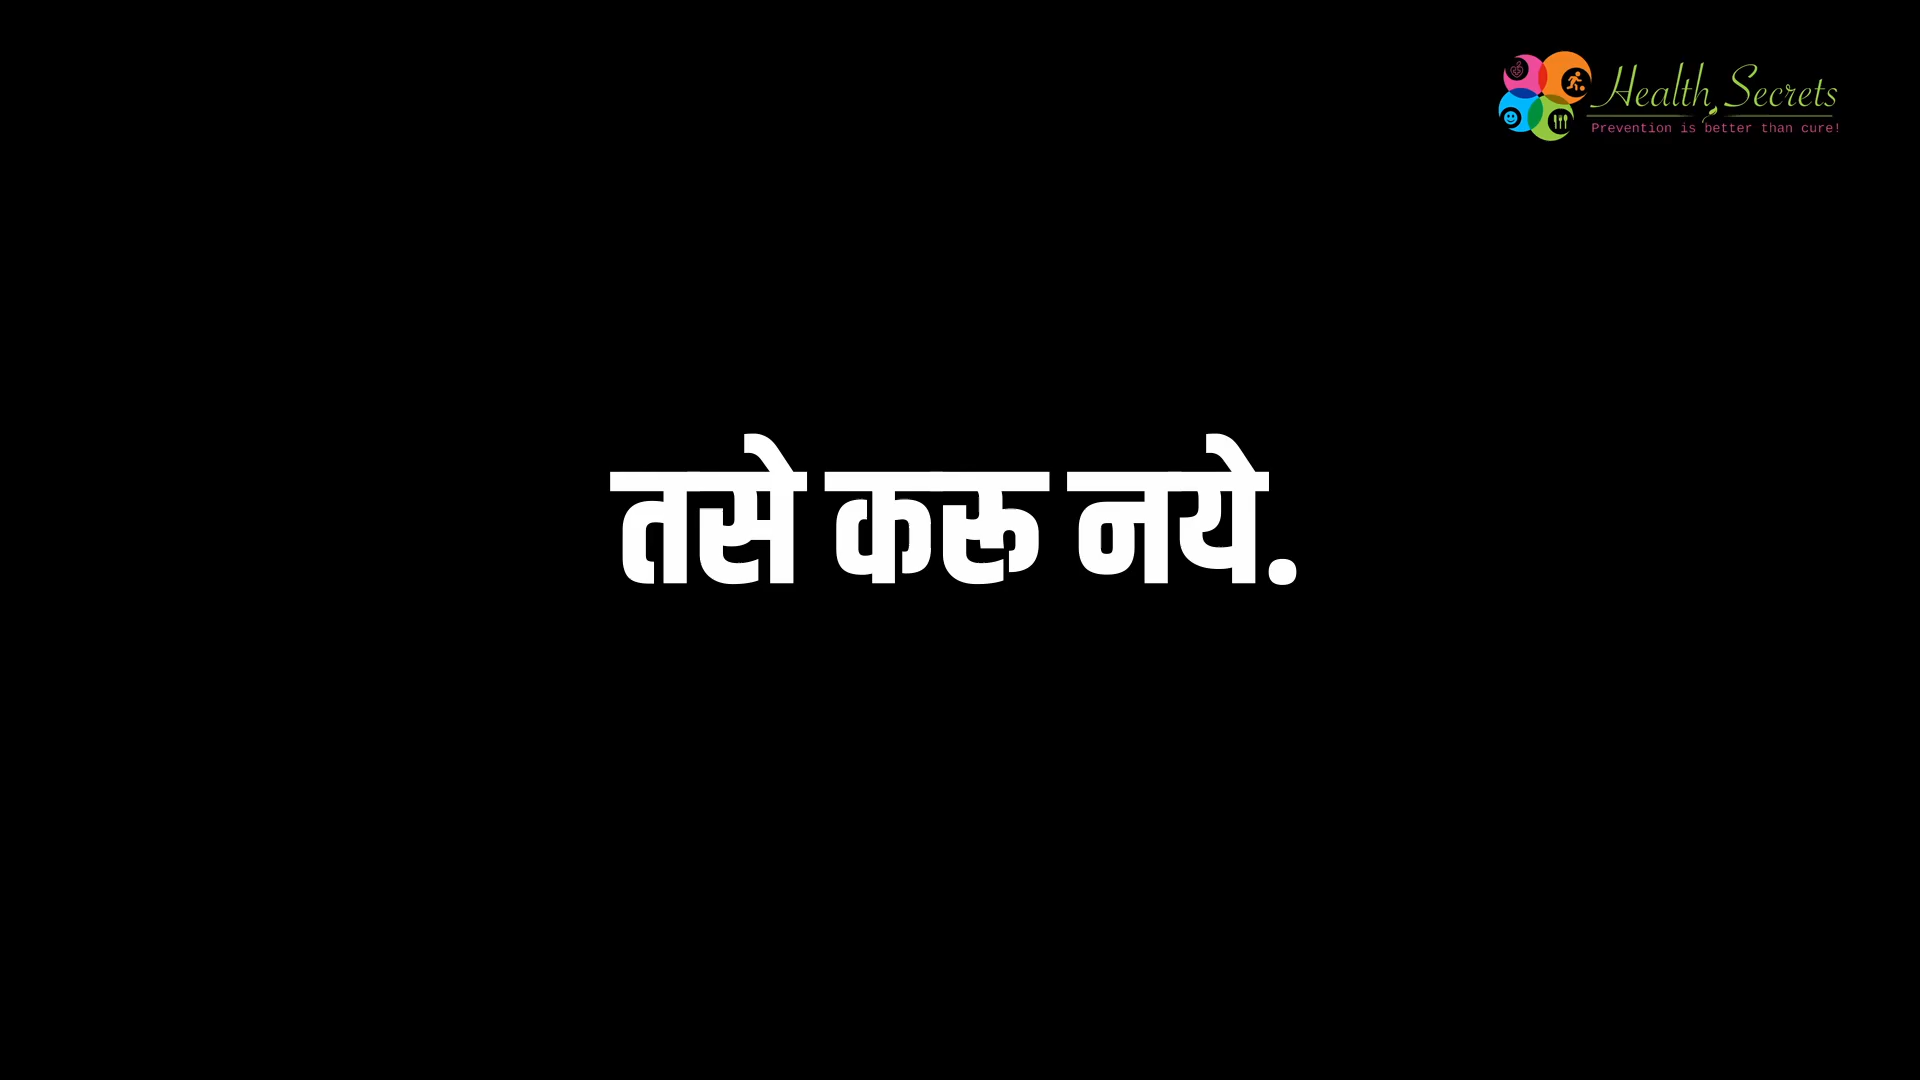 Health Secrets
Prevention is better than cure!
तसे करू नये.